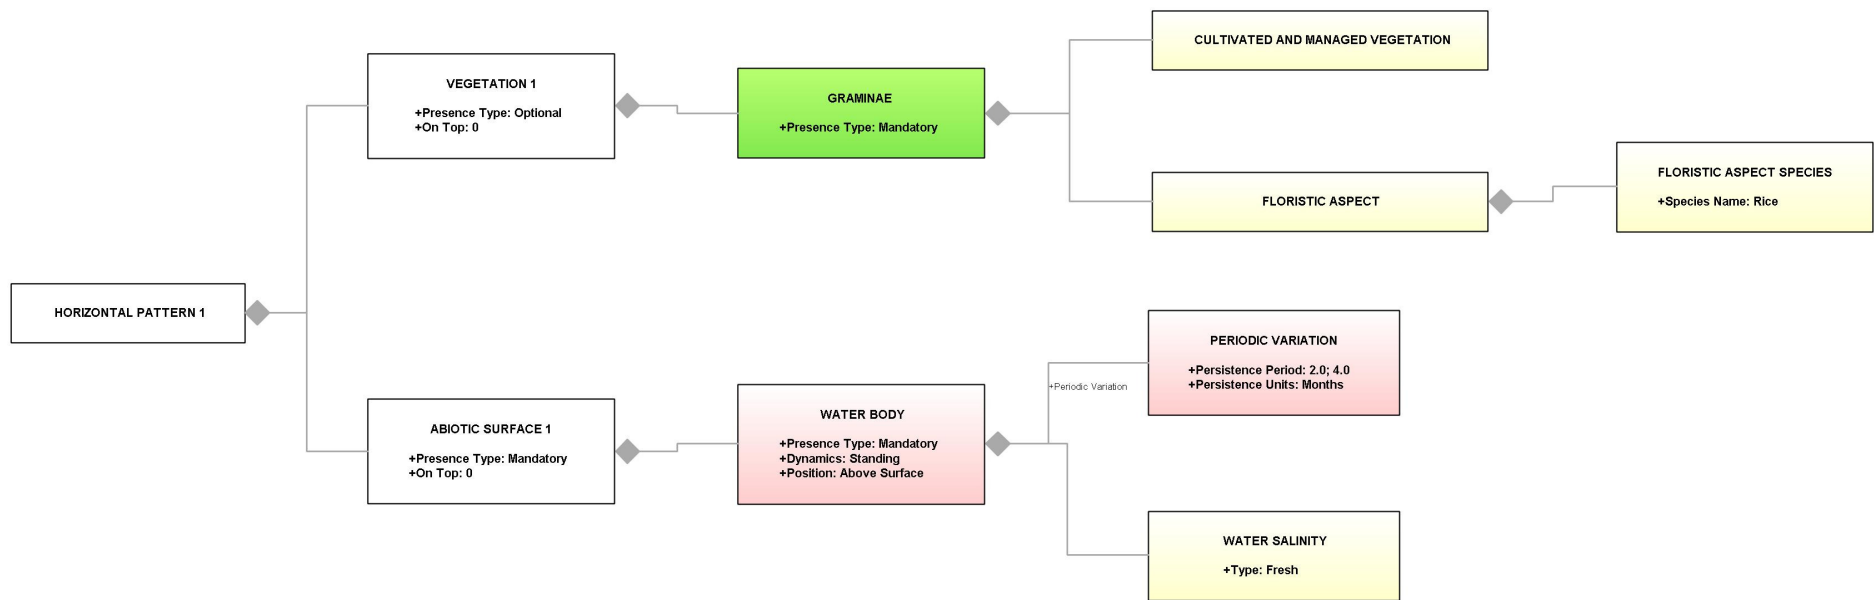 HORIZONTAL PATTERN 1
VEGETATION 1
+Presence Type: Optional
+On Top: 0
GRAMINAE
+Presence Type: Mandatory
CULTIVATED AND MANAGED VEGETATION
FLORISTIC ASPECT
FLORISTIC ASPECT SPECIES
+Species Name: Rice
ABIOTIC SURFACE 1
+Presence Type: Mandatory
+On Top: 0
WATER BODY
+Presence Type: Mandatory
+Dynamics: Standing
+Position: Above Surface
+Periodic Variation
PERIODIC VARIATION
+Persistence Period: 2.0; 4.0
+Persistence Units: Months
WATER SALINITY
+Type: Fresh